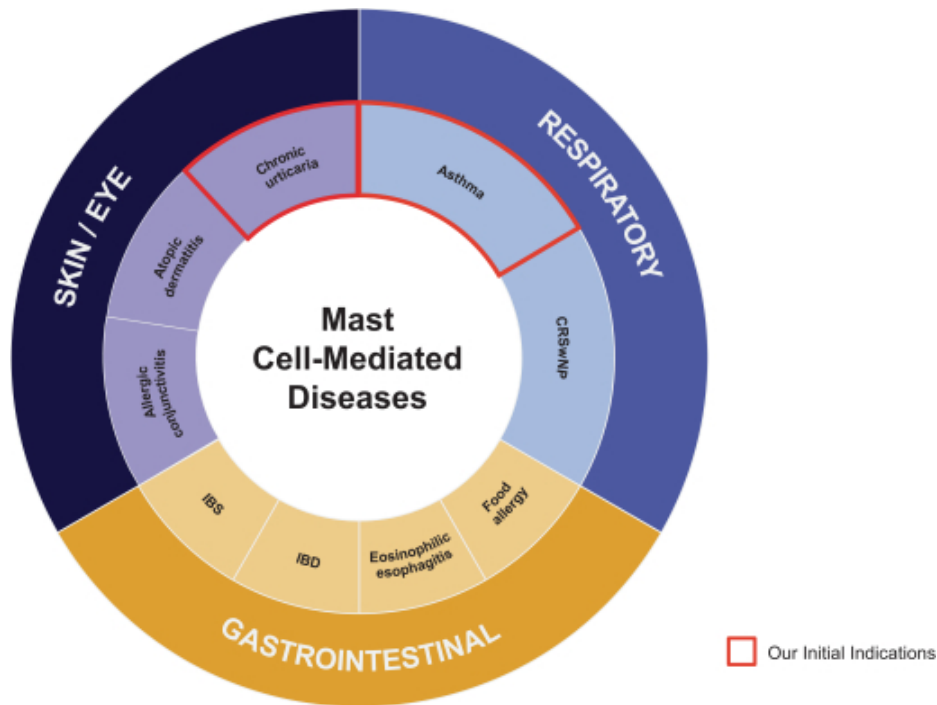 SKIN / EYE
RESPIRATORY
GASTROINTESTINAL
Chronic
urticaria
Asthma
Atopic
dermatitis
CRSwNP
Allergic
conjunctivitis
Mast
Cell-Mediated
Diseases
IBS
IBD
Eosinophilic
esophagitis
Food
allergy
Our Initial Indications